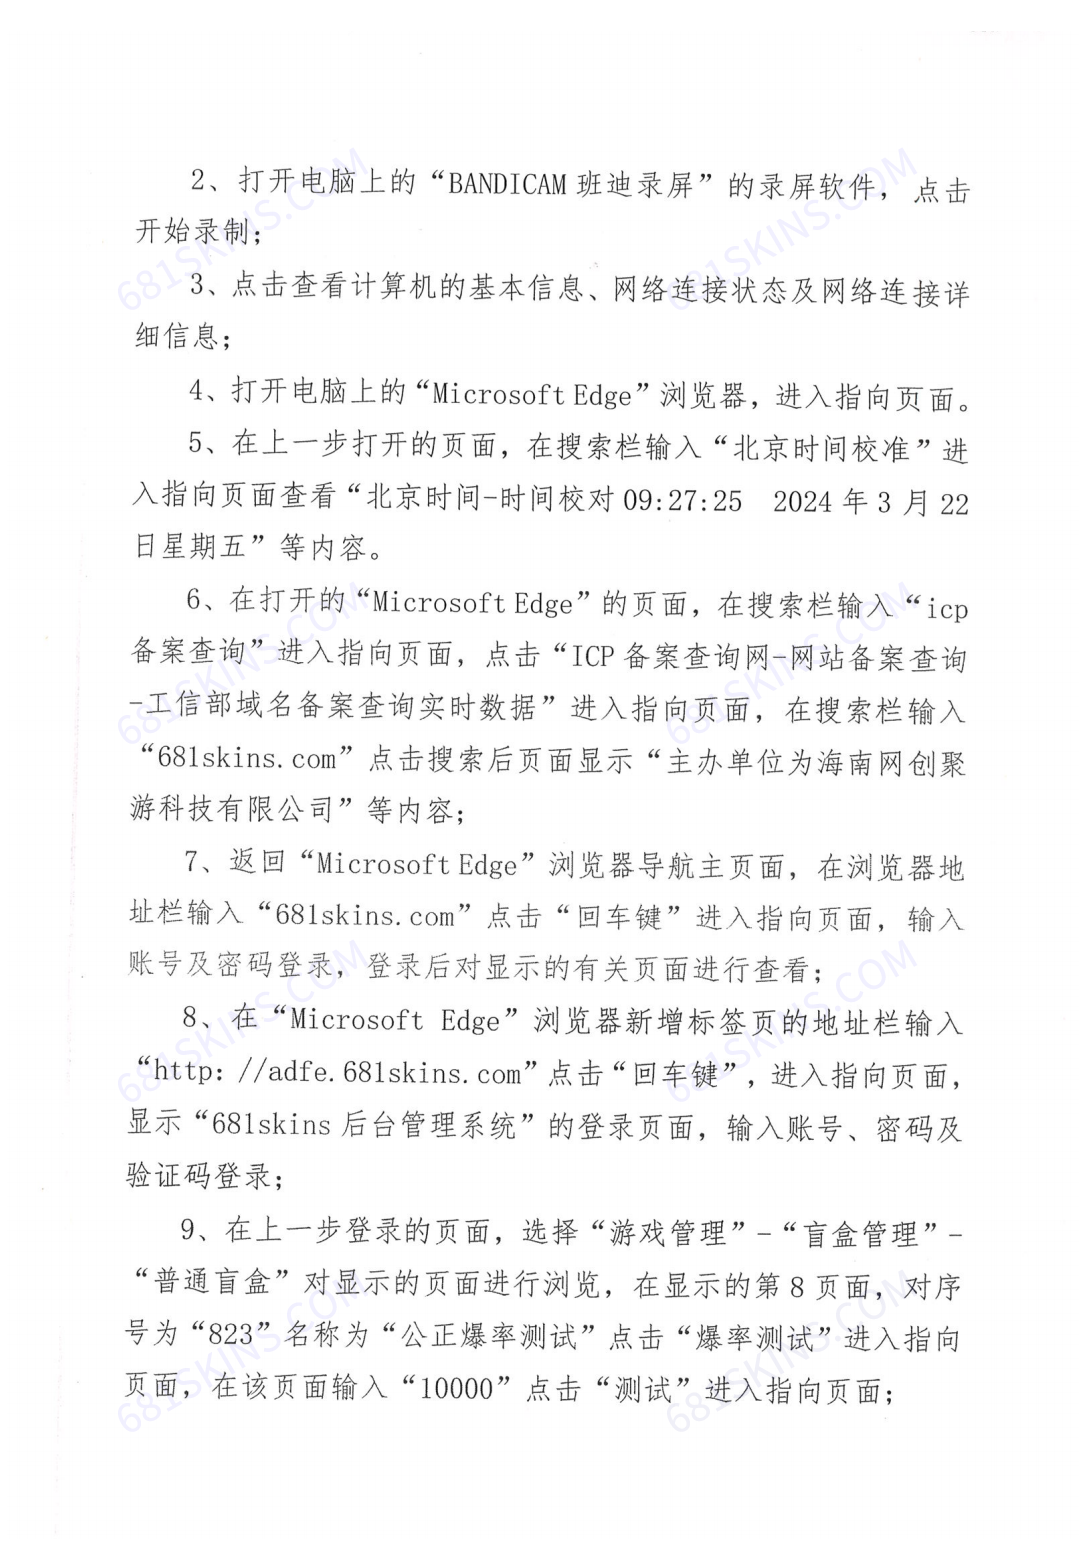 2、打开电脑上的“BANDICAM 班迪录屏”的录屏软件，点击
开始录制；
3、点击查看计算机的基本信息、网络连接状态及网络连接详
细信息；
4、打开电脑上的“Microsoft Edge”浏览器，进入指向页面。
5、在上一步打开的页面，在搜索栏输入“北京时间校准”进
入指向页面查看“北京时间-时间校对 09:27:25 2024 年 3 月 22
日星期五”等内容。
6、在打开的“Microsoft Edge”的页面，在搜索栏输入“icp
备案查询”进入指向页面，点击“ICP 备案查询网-网站备案查询
-工信部域名备案查询实时数据”进入指向页面，在搜索栏输入
“681skins.com”点击搜索后页面显示“主办单位为海南网创聚
游科技有限公司”等内容；
7、返回“Microsoft Edge”浏览器导航主页面，在浏览器地
址栏输入“681skins.com”点击“回车键”进入指向页面，输入
账号及密码登录，登录后对显示的有关页面进行查看；
8、在“Microsoft Edge”浏览器新增标签页的地址栏输入
“http：//adfe.681skins.com”点击“回车键”，进入指向页面，
显示“681skins 后台管理系统”的登录页面，输入账号、密码及
验证码登录；
9、在上一步登录的页面，选择“游戏管理”-“盲盒管理”-
“普通盲盒”对显示的页面进行浏览，在显示的第 8 页面，对序
号为“823”名称为“公正爆率测试”点击“爆率测试”进入指向
页面，在该页面输入“10000”点击“测试”进入指向页面；
681SKINS.COM
681SKINS.COM
681SKINS.COM
681SKINS.COM
681SKINS.COM
681SKINS.COM
681SKINS.COM
681SKINS.COM